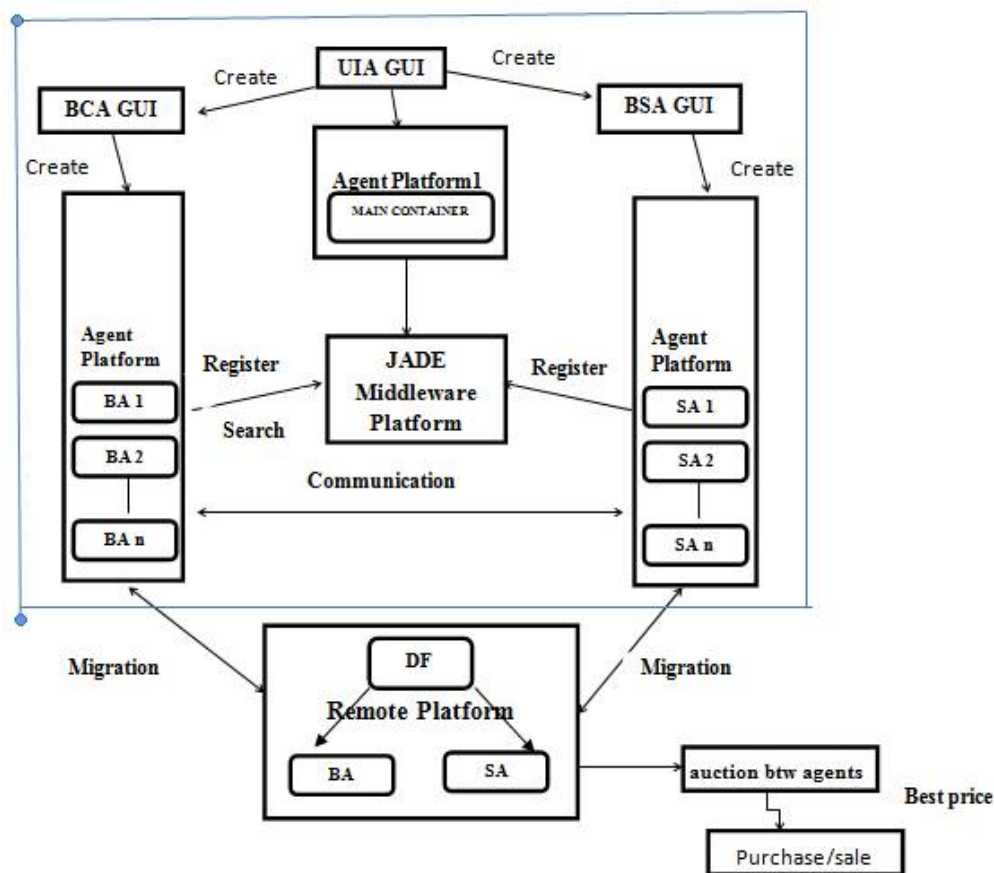 UIA GUI
Create
Create
BCA GUI
BSA GUI
Create
Create
Agent Platform1
MAIN CONTAINER
Agent
Platform
BA 1
BA 2
BA n
Register
Search
JADE
Middleware
Platform
Register
Communication
Agent
Platform
SA 1
SA 2
SA n
Migration
Migration
DF
Remote Platform
BA
SA
auction btw agents
Best price
Purchase/sale